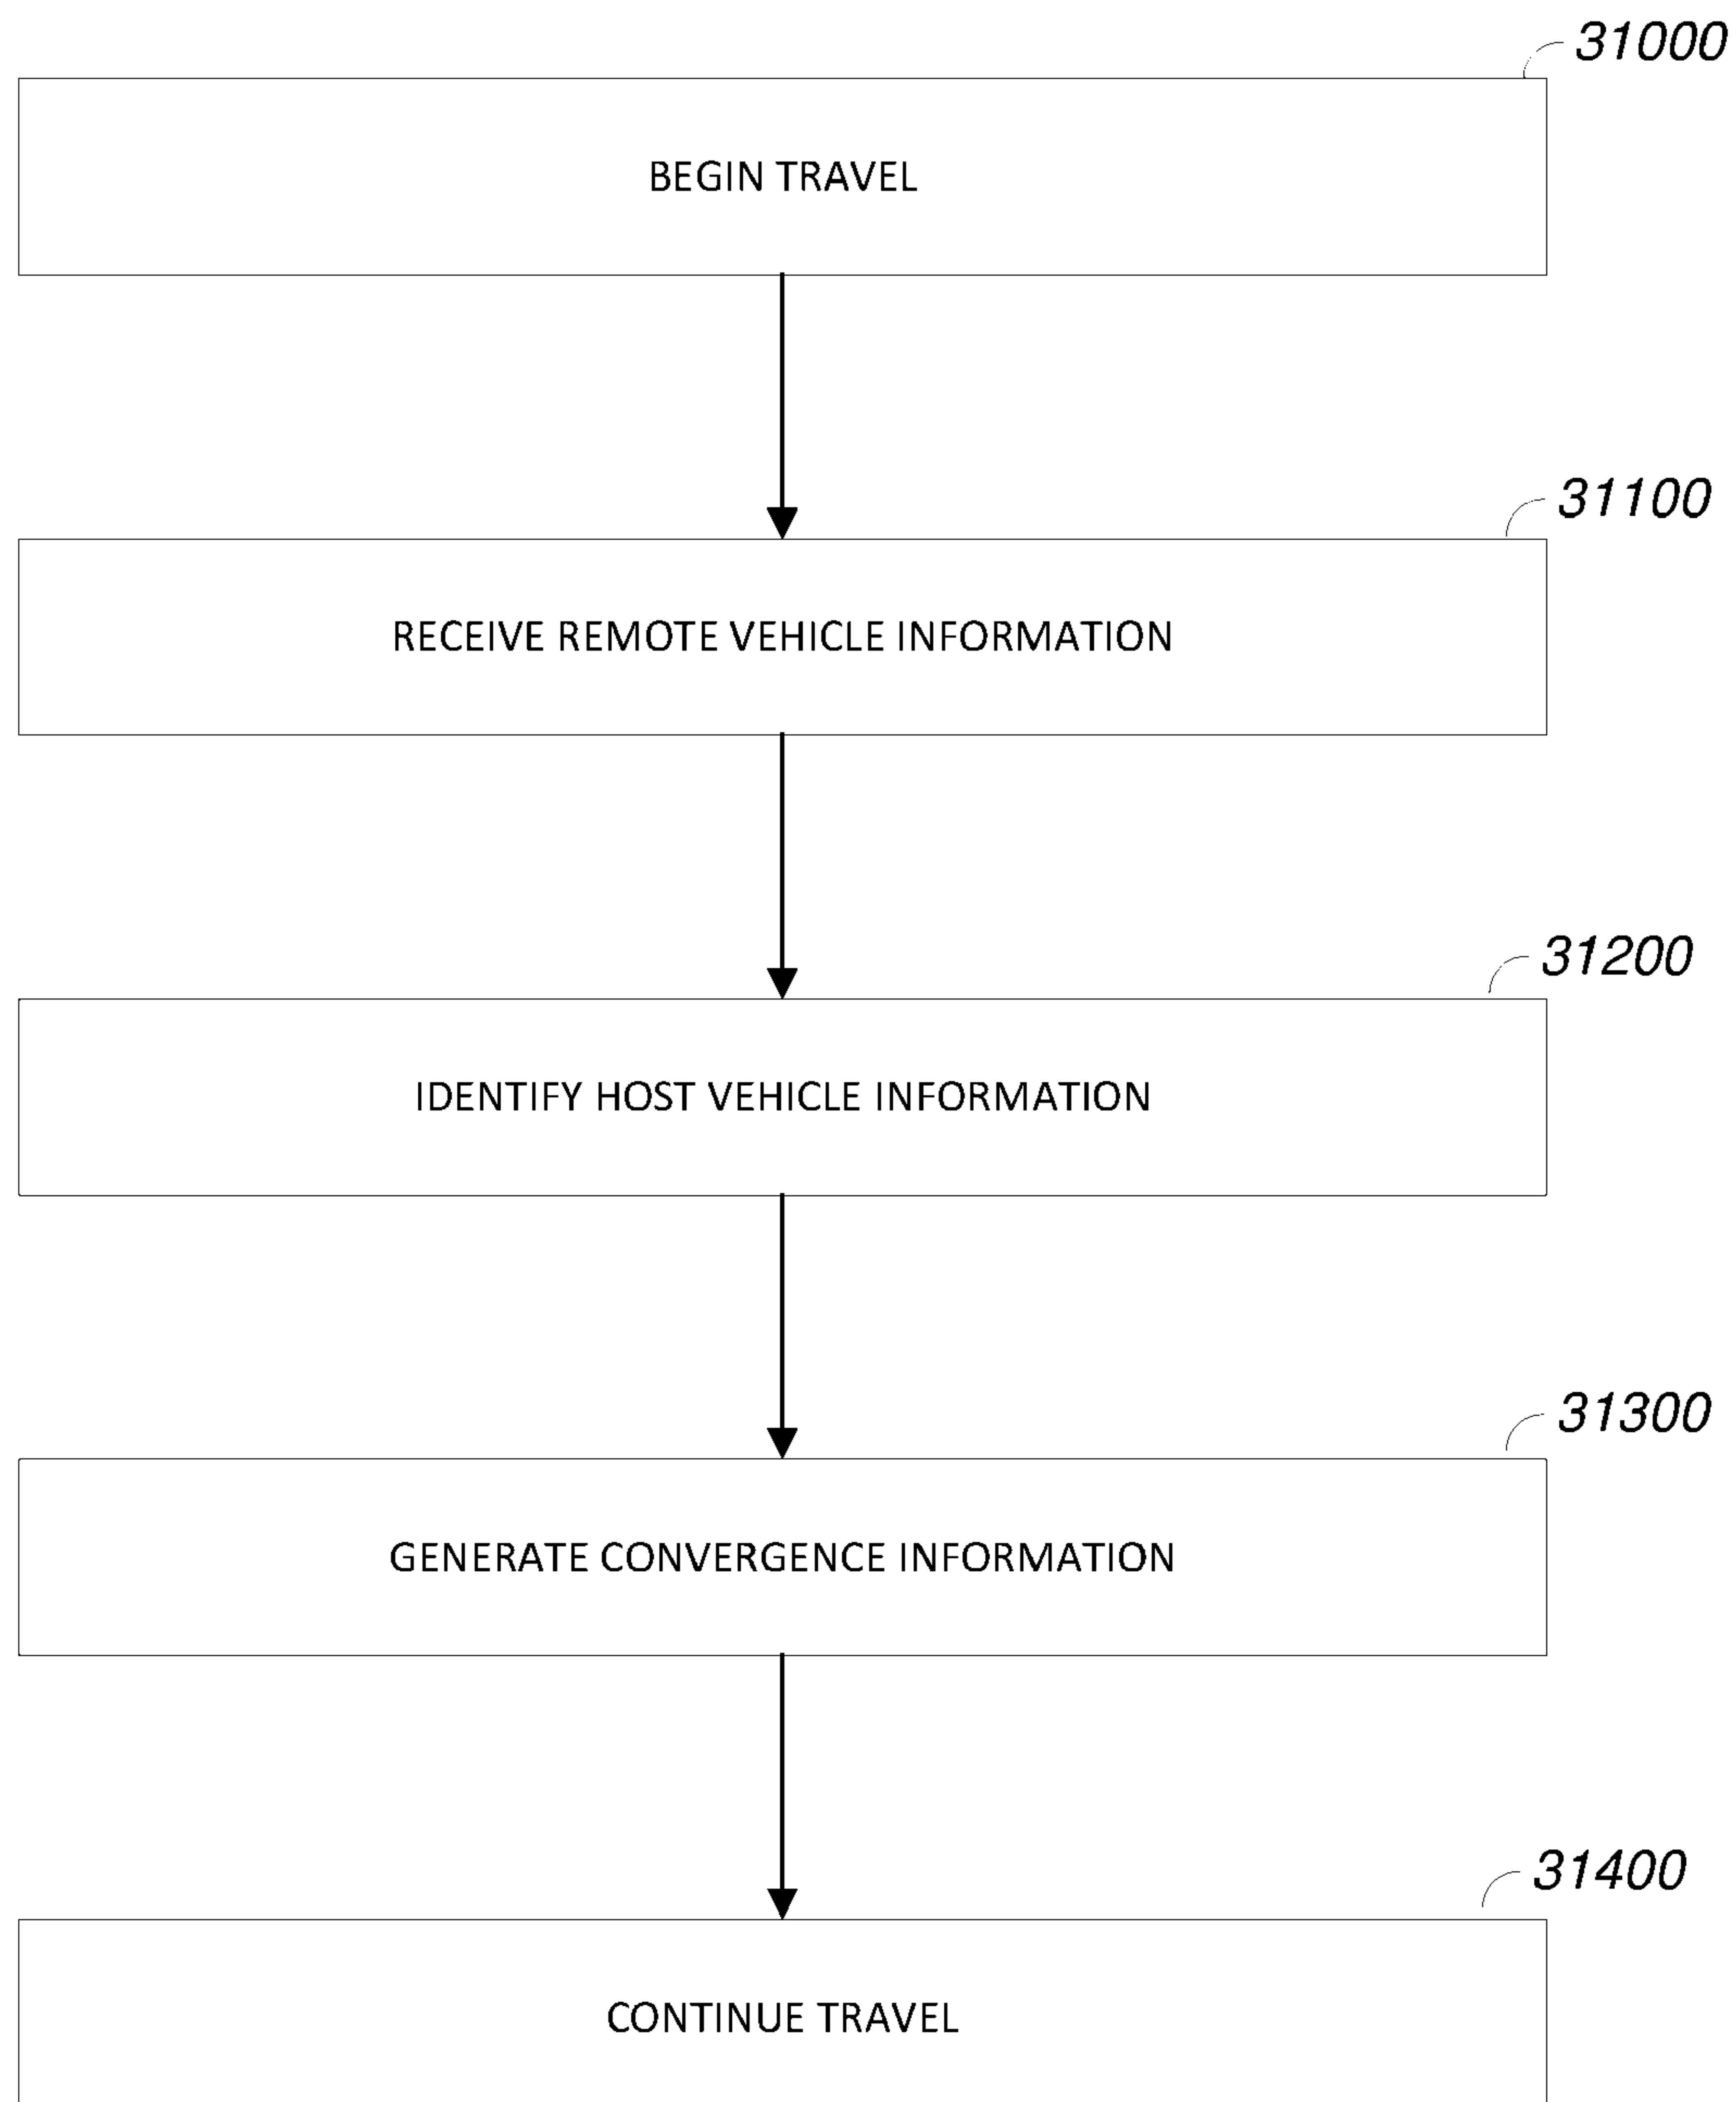 31000
BEGIN TRAVEL
31100
RECEIVE REMOTE VEHICLE INFORMATION
31200
IDENTIFY HOST VEHICLE INFORMATION
31300
GENERATE CONVERGENCE INFORMATION
31400
CONTINUE TRAVEL